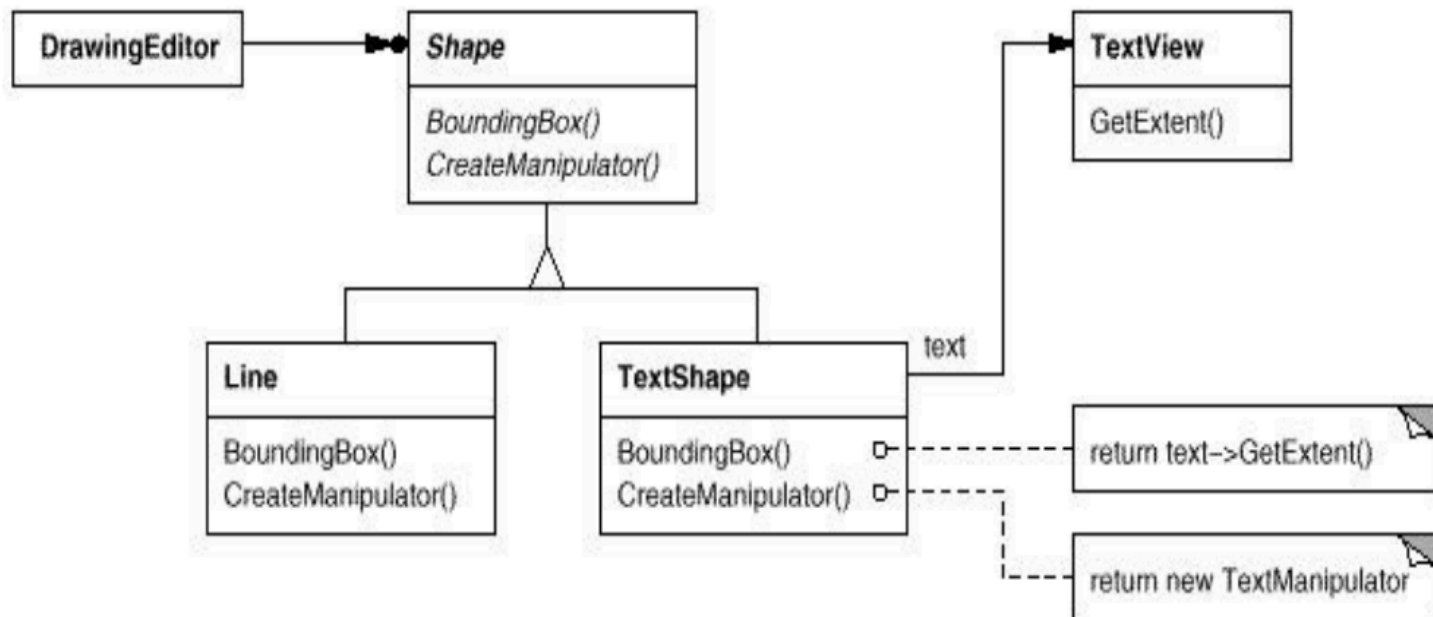 DrawingEditor
Shape
BoundingBox()
CreateManipulator()
TextView
GetExtent()
Line
BoundingBox()
CreateManipulator()
TextShape
BoundingBox()
CreateManipulator()
text
return text->GetExtent()
return new TextManipulator